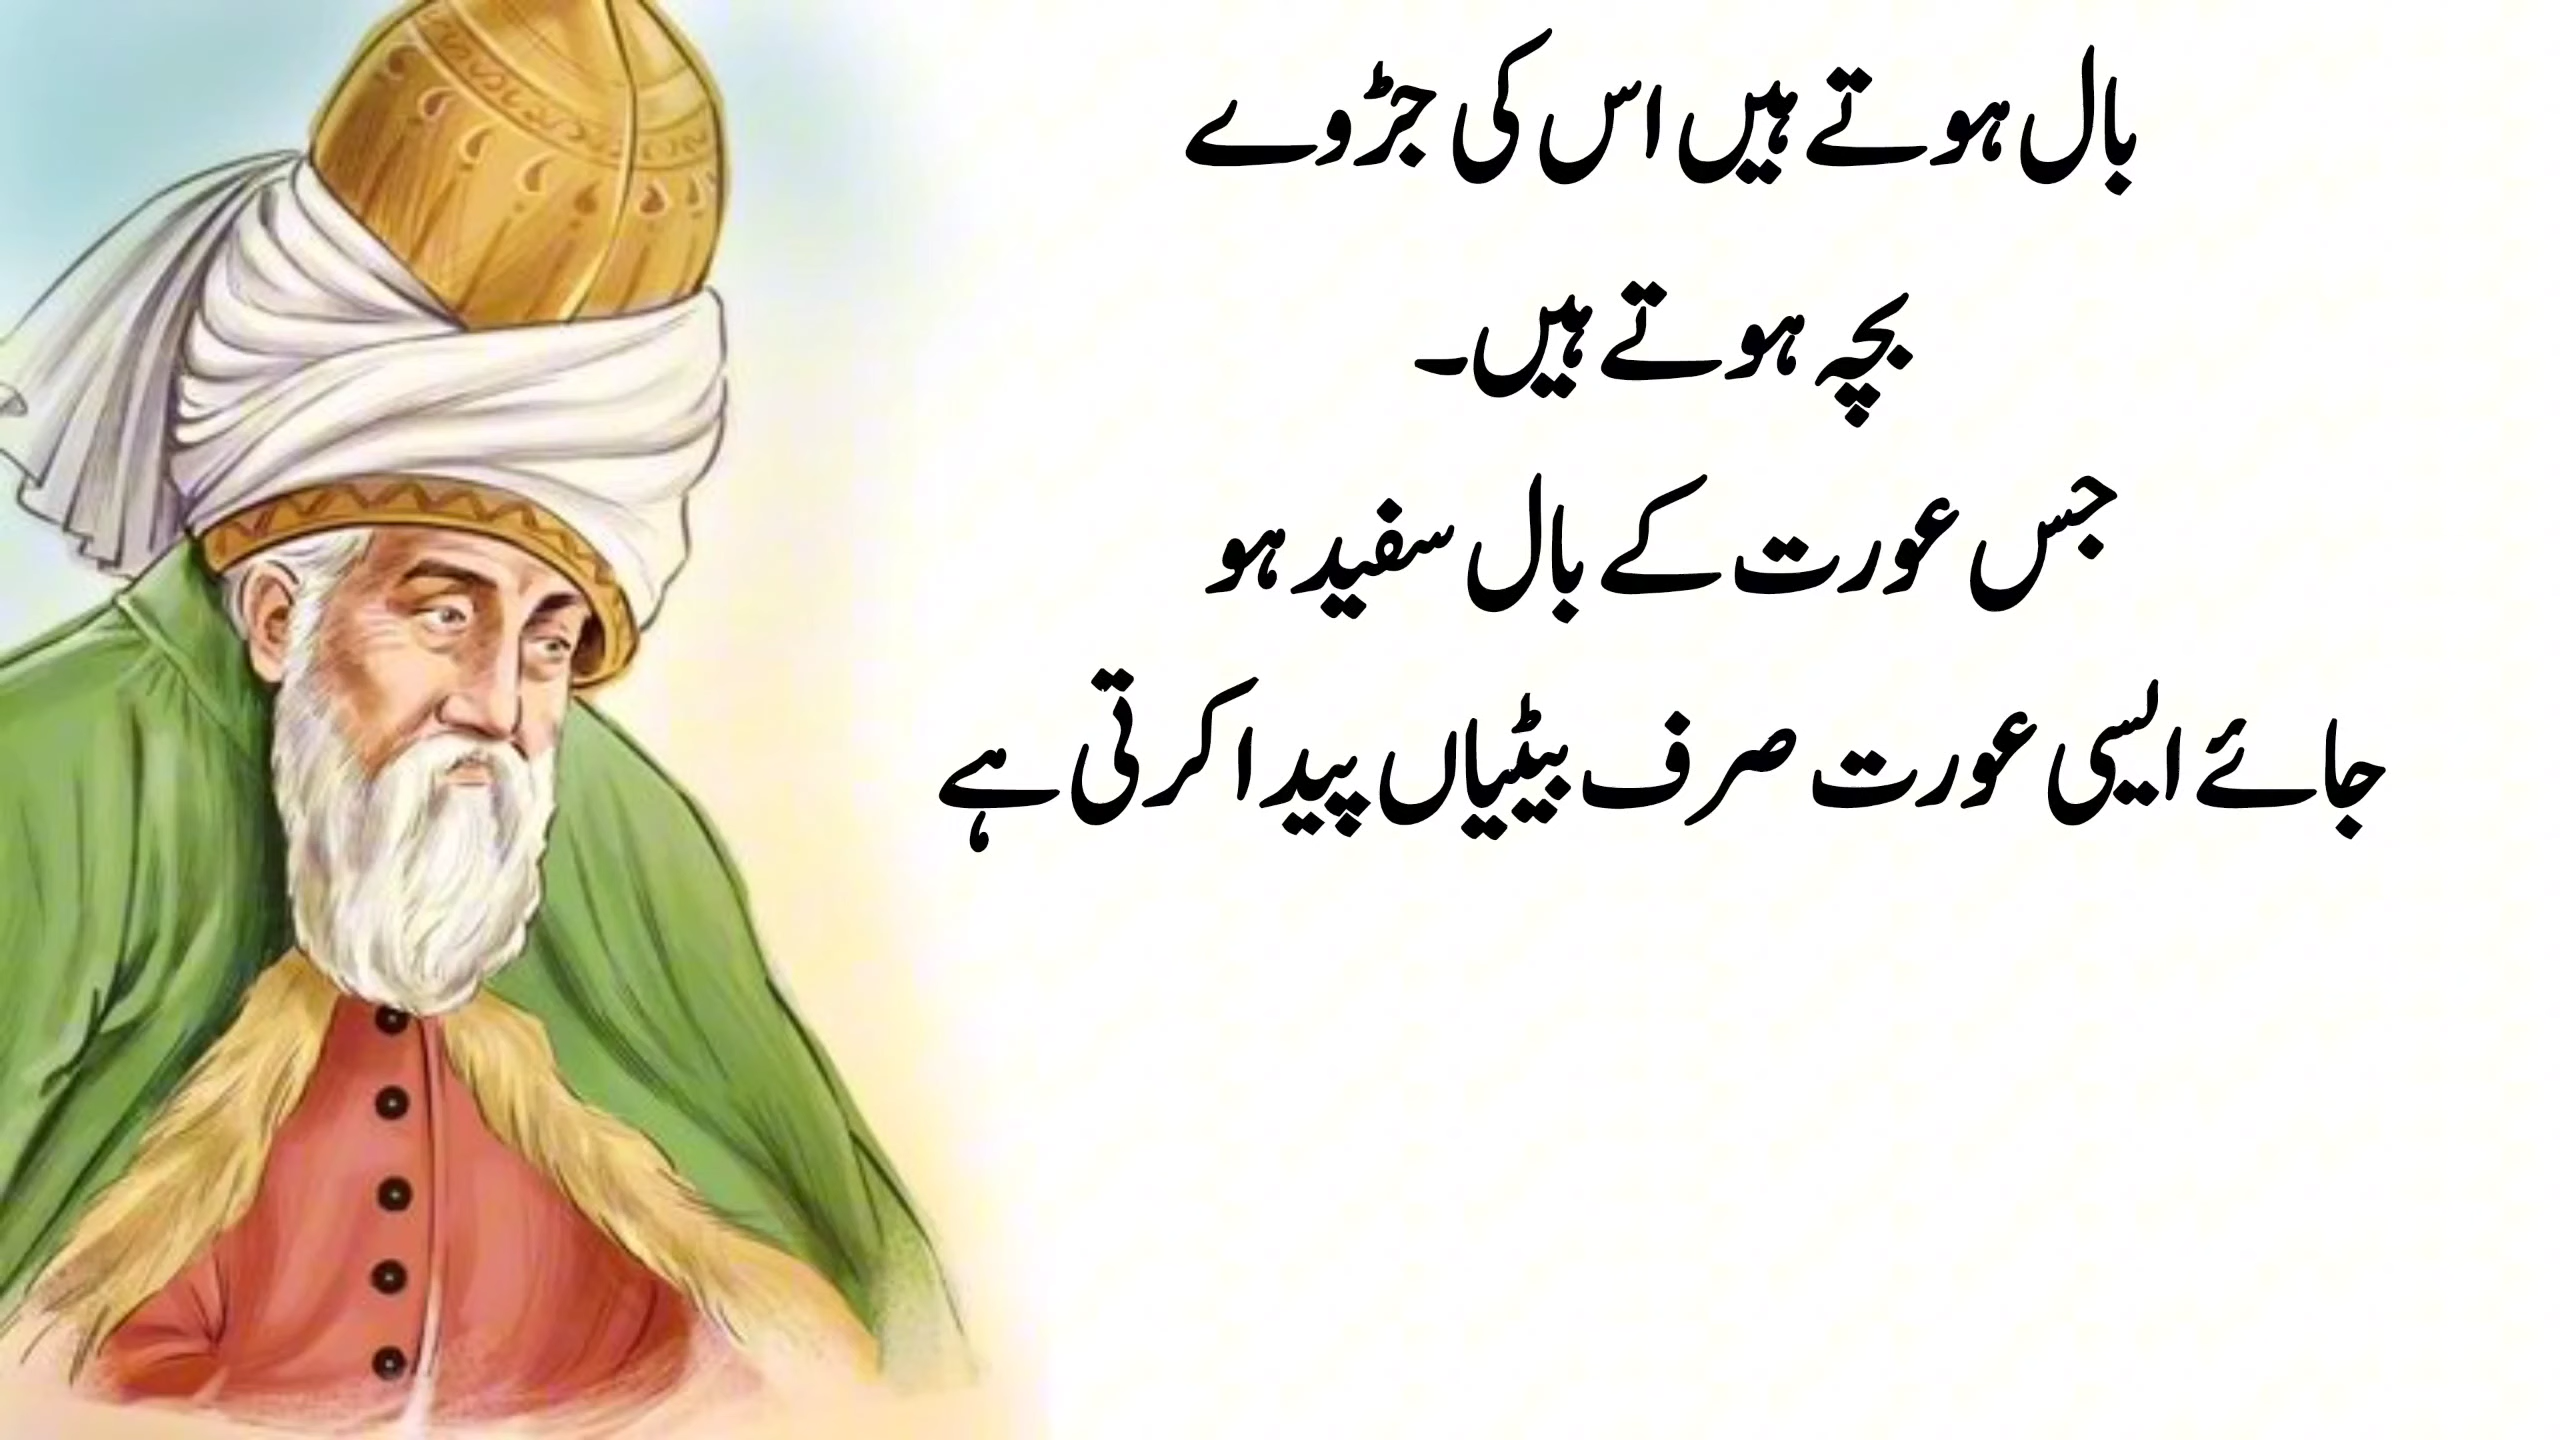 بال ہوتے ہیں اس کی جڑوے
بچہ ہوتے ہیں۔
جس عورت کے بال سفید ہو
جائے ایسی عورت صرف بیٹیاں پیدا کرتی ہے